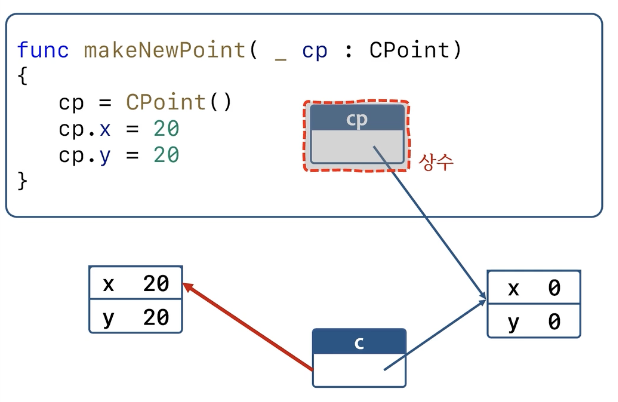 func makeNewPoint( _ cp : CPoint)
{
cp = CPoint()
cp.x = 20
cp.y = 20
}
cp
상수
x 20
y 20
c
x 0
y 0